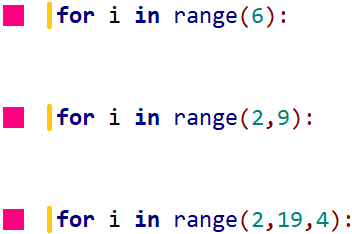 for i in range(6):
for i in range(2,9):
for i in range(2,19,4):